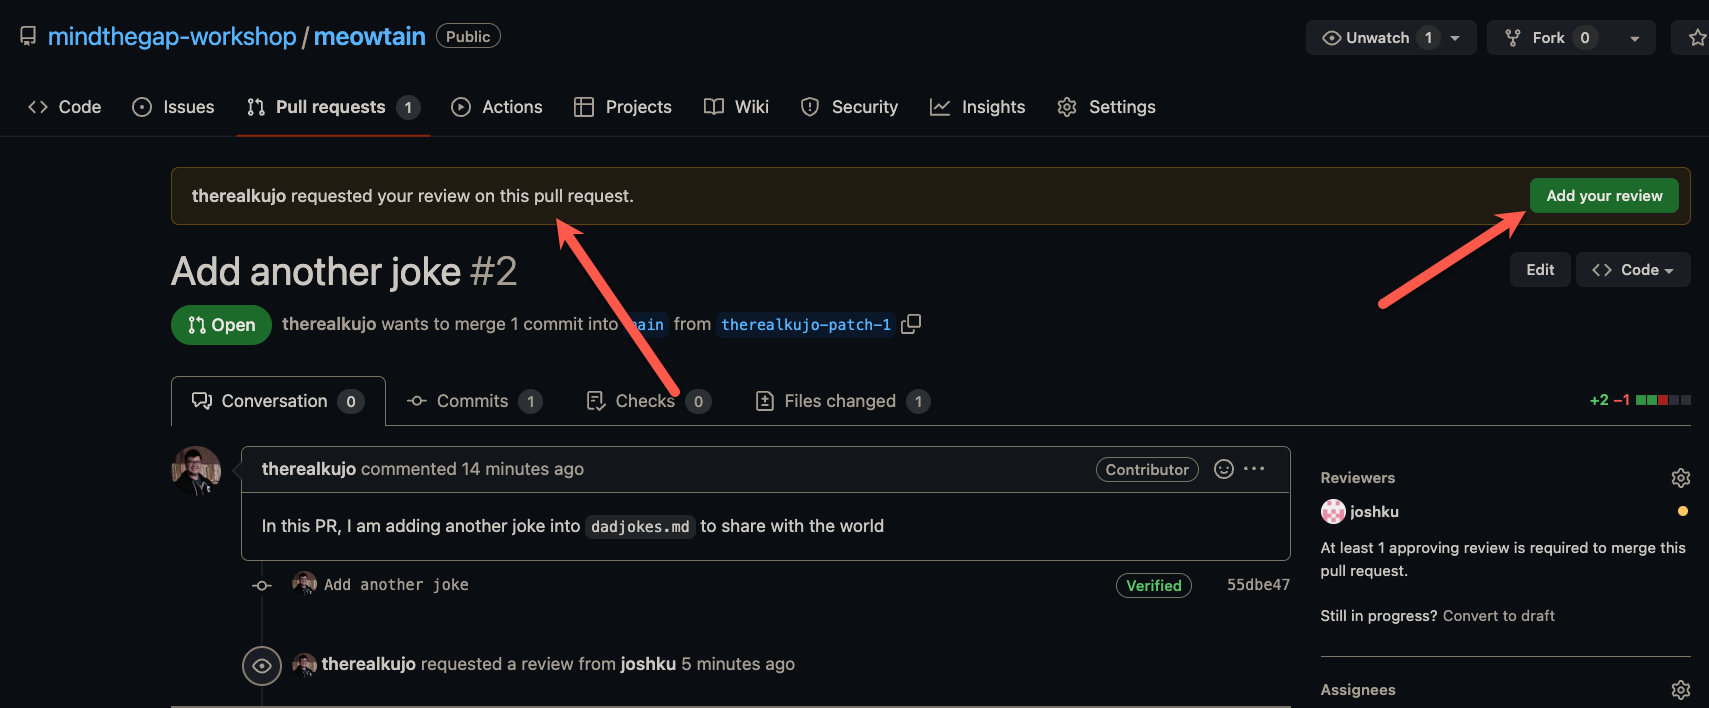 mindthegap-workshop / meowtain Public
Unwatch 1 Fork 0
Code Issues Pull requests 1 Actions Projects Wiki Security Insights Settings
therealkujo requested your review on this pull request. Add your review
Add another joke #2
Edit Code
Open therealkujo wants to merge 1 commit into main from therealkujo-patch-1
Conversation 0 Commits 1 Checks 0 Files changed 1 +2 −1
therealkujo commented 14 minutes ago Contributor
In this PR, I am adding another joke into dadjokes.md to share with the world
Add another joke Verified 55dbe47
therealkujo requested a review from joshku 5 minutes ago
Reviewers
joshku
At least 1 approving review is required to merge this
pull request.
Still in progress? Convert to draft
Assignees